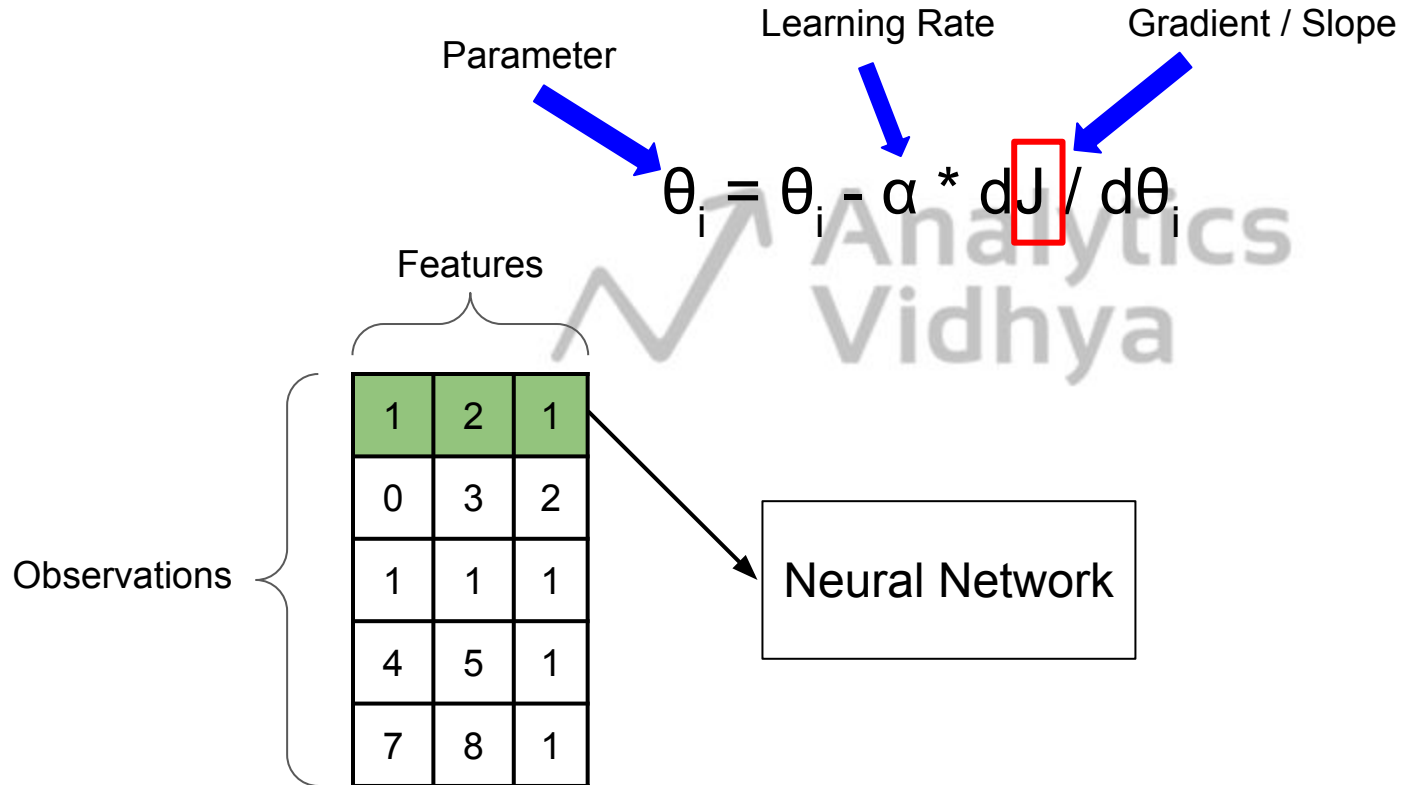 Learning Rate
Gradient / Slope
Parameter
θi = θi - α * dJ / dθi
Analytics
Vidhya
Features
1 2 1
0 3 2
1 1 1
4 5 1
7 8 1
Observations
Neural Network